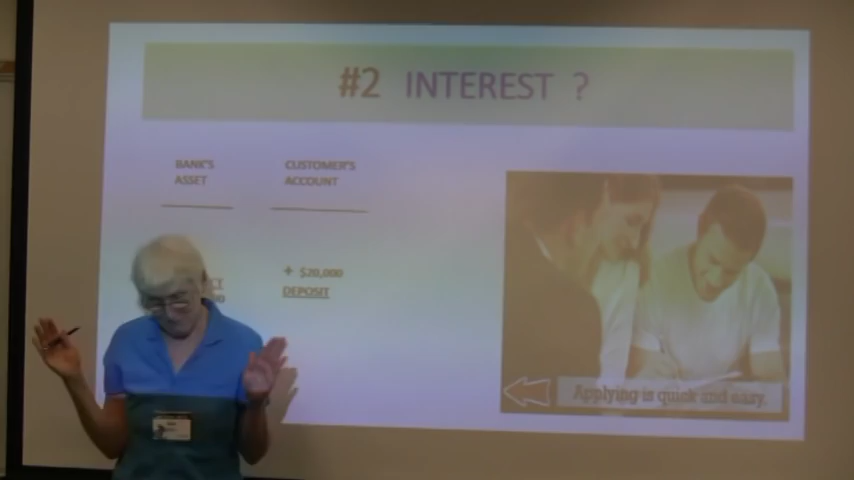 #2 INTEREST ?
BANK'S
ASSET
CUSTOMER'S
ACCOUNT
+ $20,000
DEPOSIT
Applying is quick and easy.